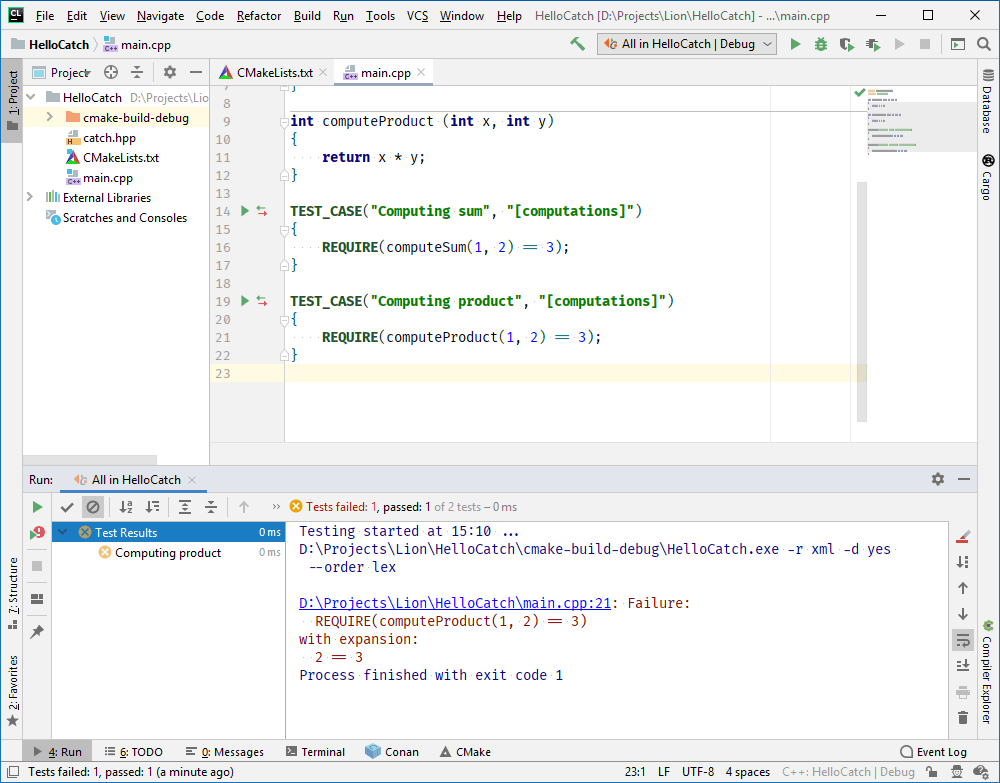 CL File Edit View Navigate Code Refactor Build Run Tools VCS Window Help HelloCatch [D:\Projects\Lion\HelloCatch] - ...\main.cpp
HelloCatch main.cpp All in HelloCatch | Debug
1: Project
Project
CMakeLists.txt main.cpp
HelloCatch D:\Projects\Lio
cmake-build-debug
catch.hpp
CMakeLists.txt
main.cpp
External Libraries
Scratches and Consoles
7 }
8
9 int computeProduct (int x, int y)
10 {
11 return x * y;
12 }
13
14 TEST_CASE("Computing sum", "[computations]")
15 {
16 REQUIRE(computeSum(1, 2) == 3);
17 }
18
19 TEST_CASE("Computing product", "[computations]")
20 {
21 REQUIRE(computeProduct(1, 2) == 3);
22 }
23
Database
Cargo
Run: All in HelloCatch
Tests failed: 1, passed: 1 of 2 tests – 0 ms
Test Results 0 ms
Computing product 0 ms
Testing started at 15:10 ...
D:\Projects\Lion\HelloCatch\cmake-build-debug\HelloCatch.exe -r xml -d yes
--order lex
D:\Projects\Lion\HelloCatch\main.cpp:21: Failure:
REQUIRE(computeProduct(1, 2) == 3)
with expansion:
2 == 3
Process finished with exit code 1
7: Structure
2: Favorites
Compiler Explorer
4: Run 6: TODO 0: Messages Terminal Conan CMake Event Log
Tests failed: 1, passed: 1 (a minute ago) 23:1 LF UTF-8 4 spaces C++: HelloCatch | Debug